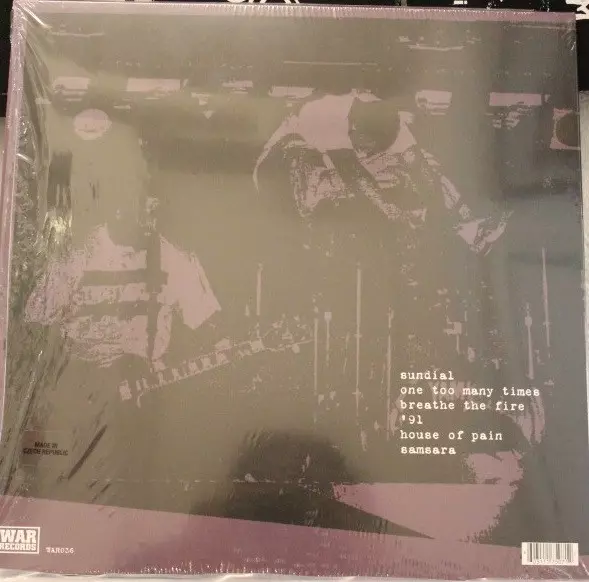 sundial
one too many times
breathe the fire
'91
house of pain
samsara
MADE IN
CZECH REPUBLIC
WAR
RECORDS
WAR036